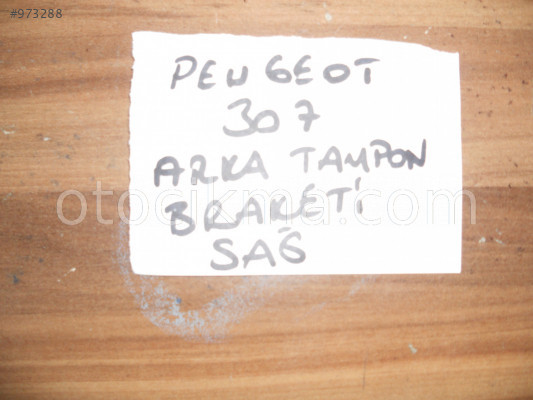 #973288
PEUGEOT
307
ARKA TAMPON
otocikma.com
BRAKETİ
SAĞ